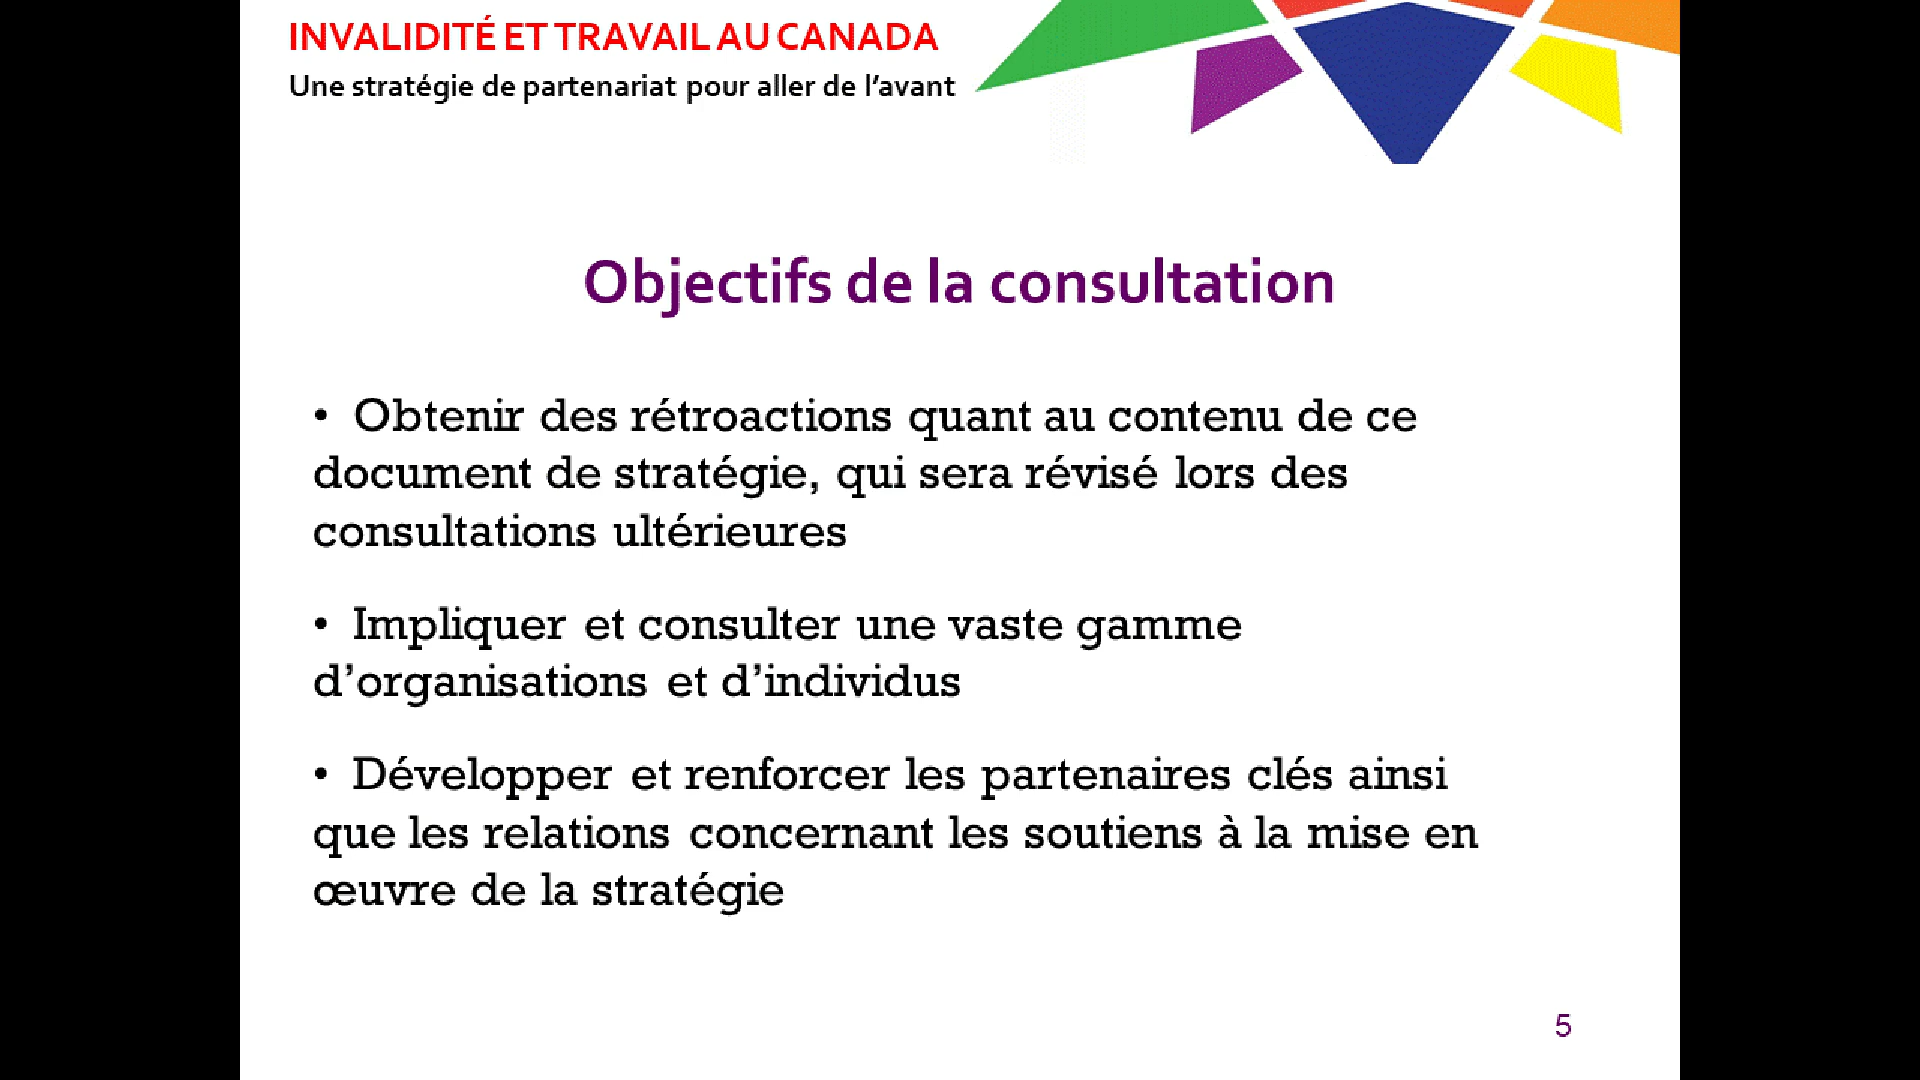 INVALIDITÉ ET TRAVAIL AU CANADA
Une stratégie de partenariat pour aller de l’avant
Objectifs de la consultation
• Obtenir des rétroactions quant au contenu de ce
document de stratégie, qui sera révisé lors des
consultations ultérieures
• Impliquer et consulter une vaste gamme
d’organisations et d’individus
• Développer et renforcer les partenaires clés ainsi
que les relations concernant les soutiens à la mise en
œuvre de la stratégie
5